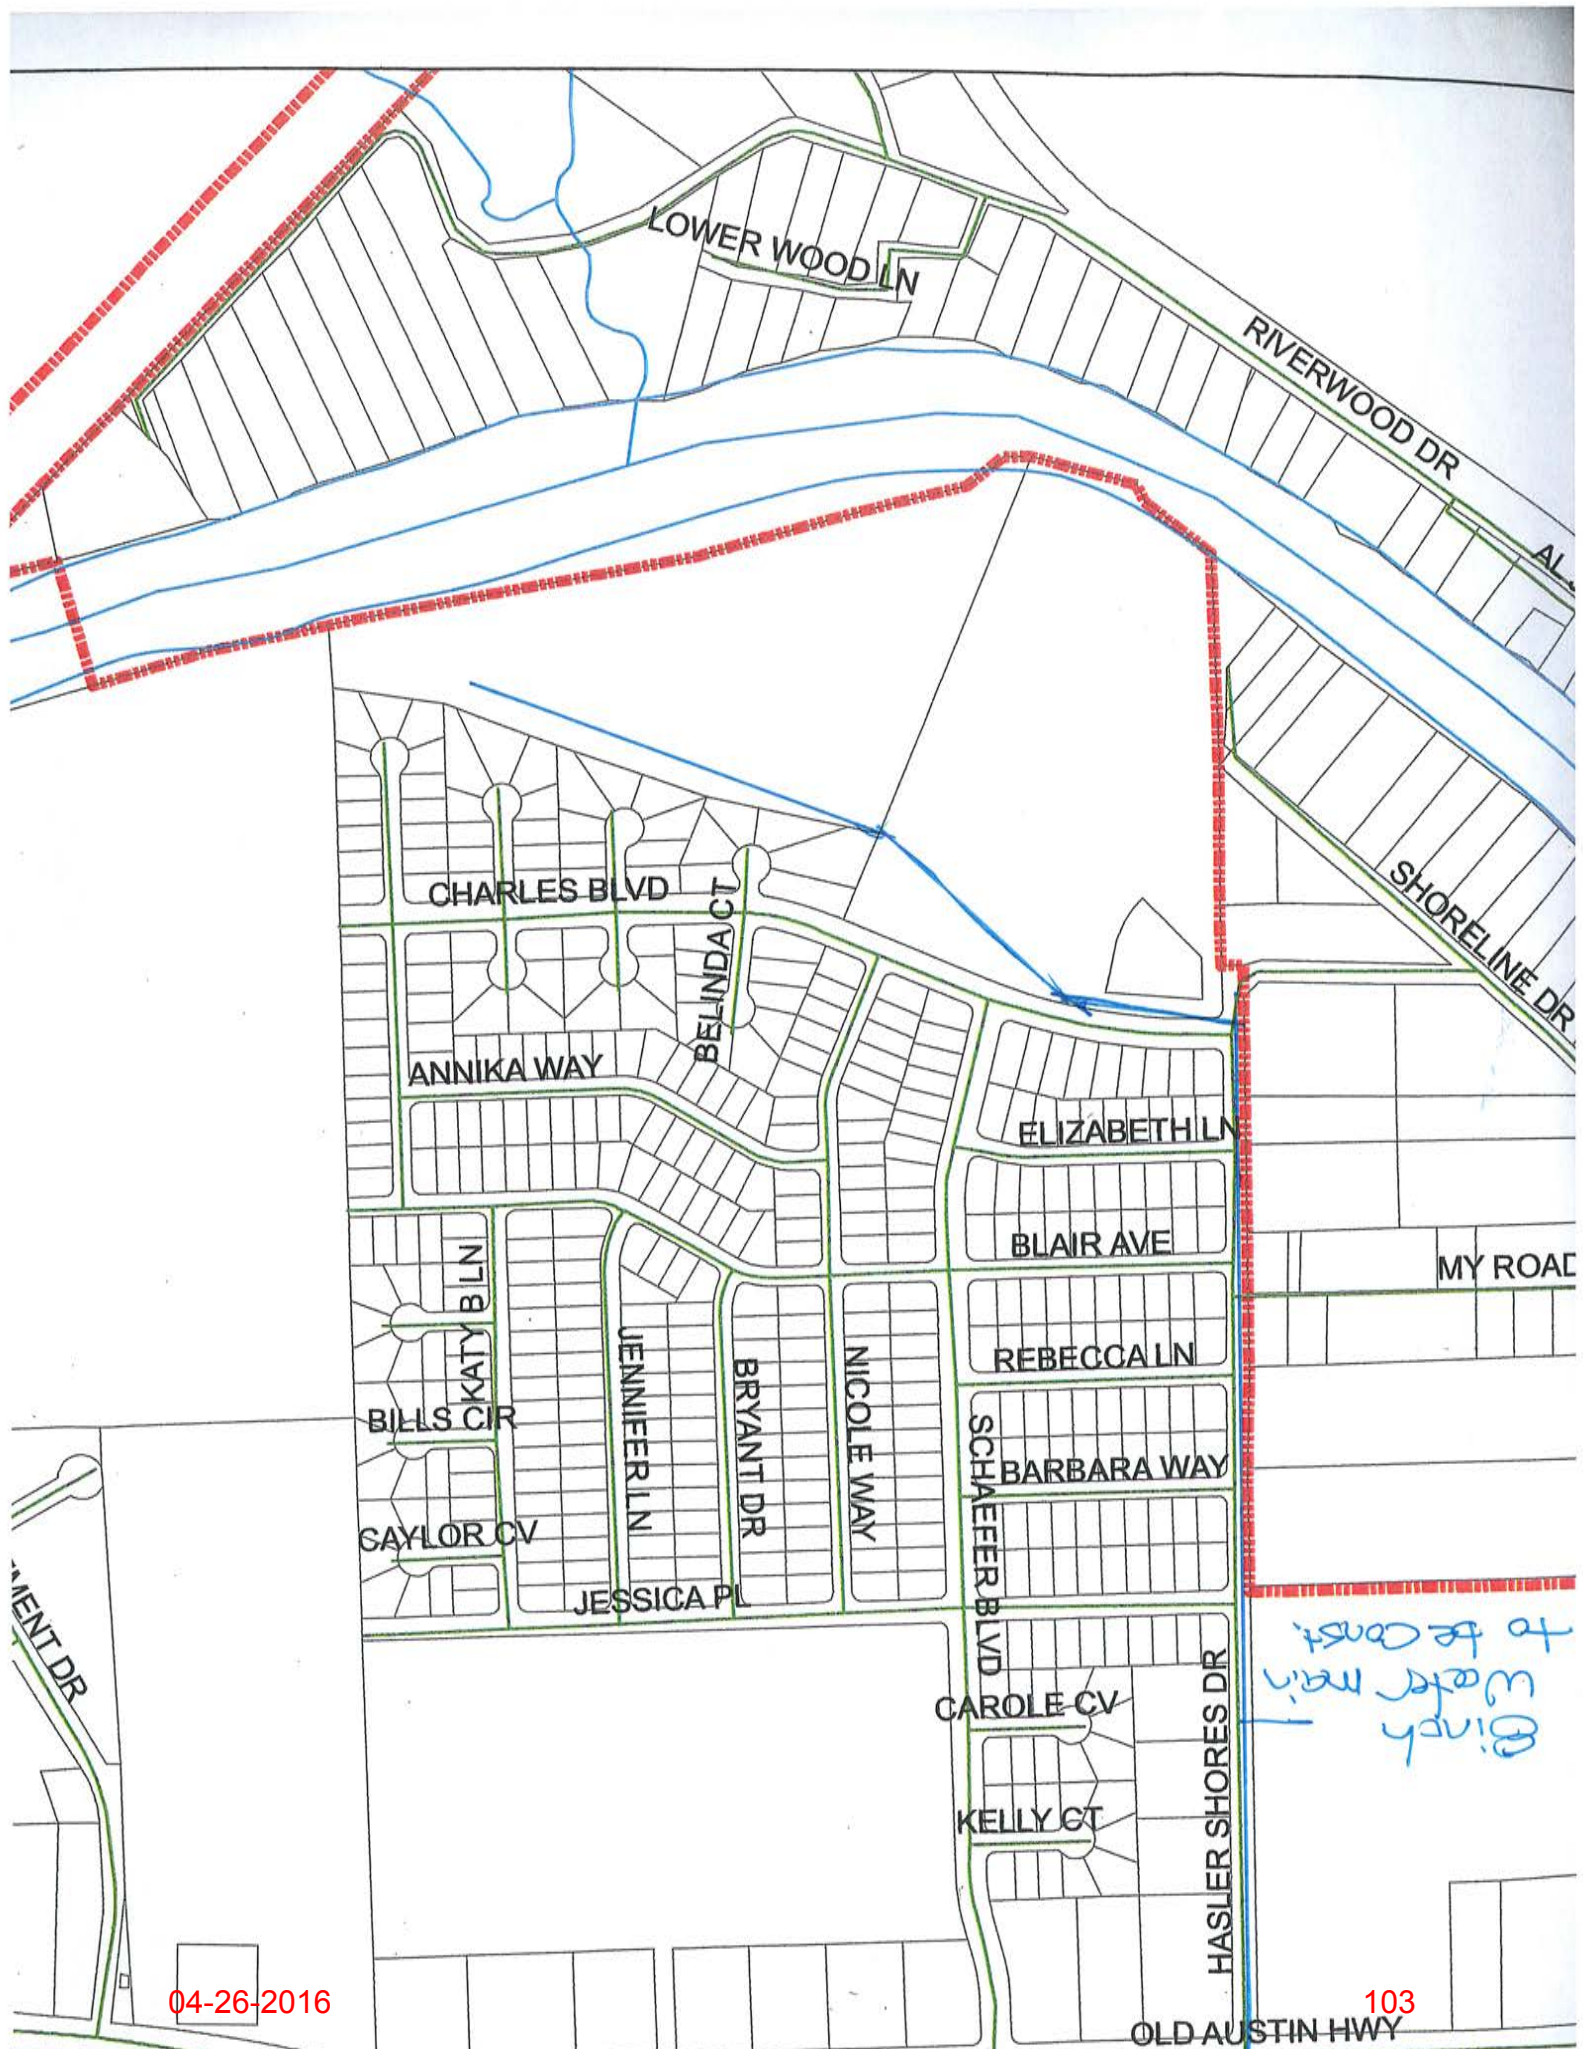 LOWER WOOD LN
RIVERWOOD DR
SHORELINE DR
CHARLES BLVD
BELINDA CT
ANNIKA WAY
ELIZABETH LN
BLAIR AVE
MY ROAD
KATY B LN
JENNIFER LN
BRYANT DR
NICOLE WAY
REBECCA LN
BILLS CIR
SCHAEFER BLVD
BARBARA WAY
SAYLOR CV
JESSICA PL
MENT DR
8inch
Water main
to be Const.
CAROLE CV
HASLER SHORES DR
KELLY CT
04-26-2016
103
OLD AUSTIN HWY